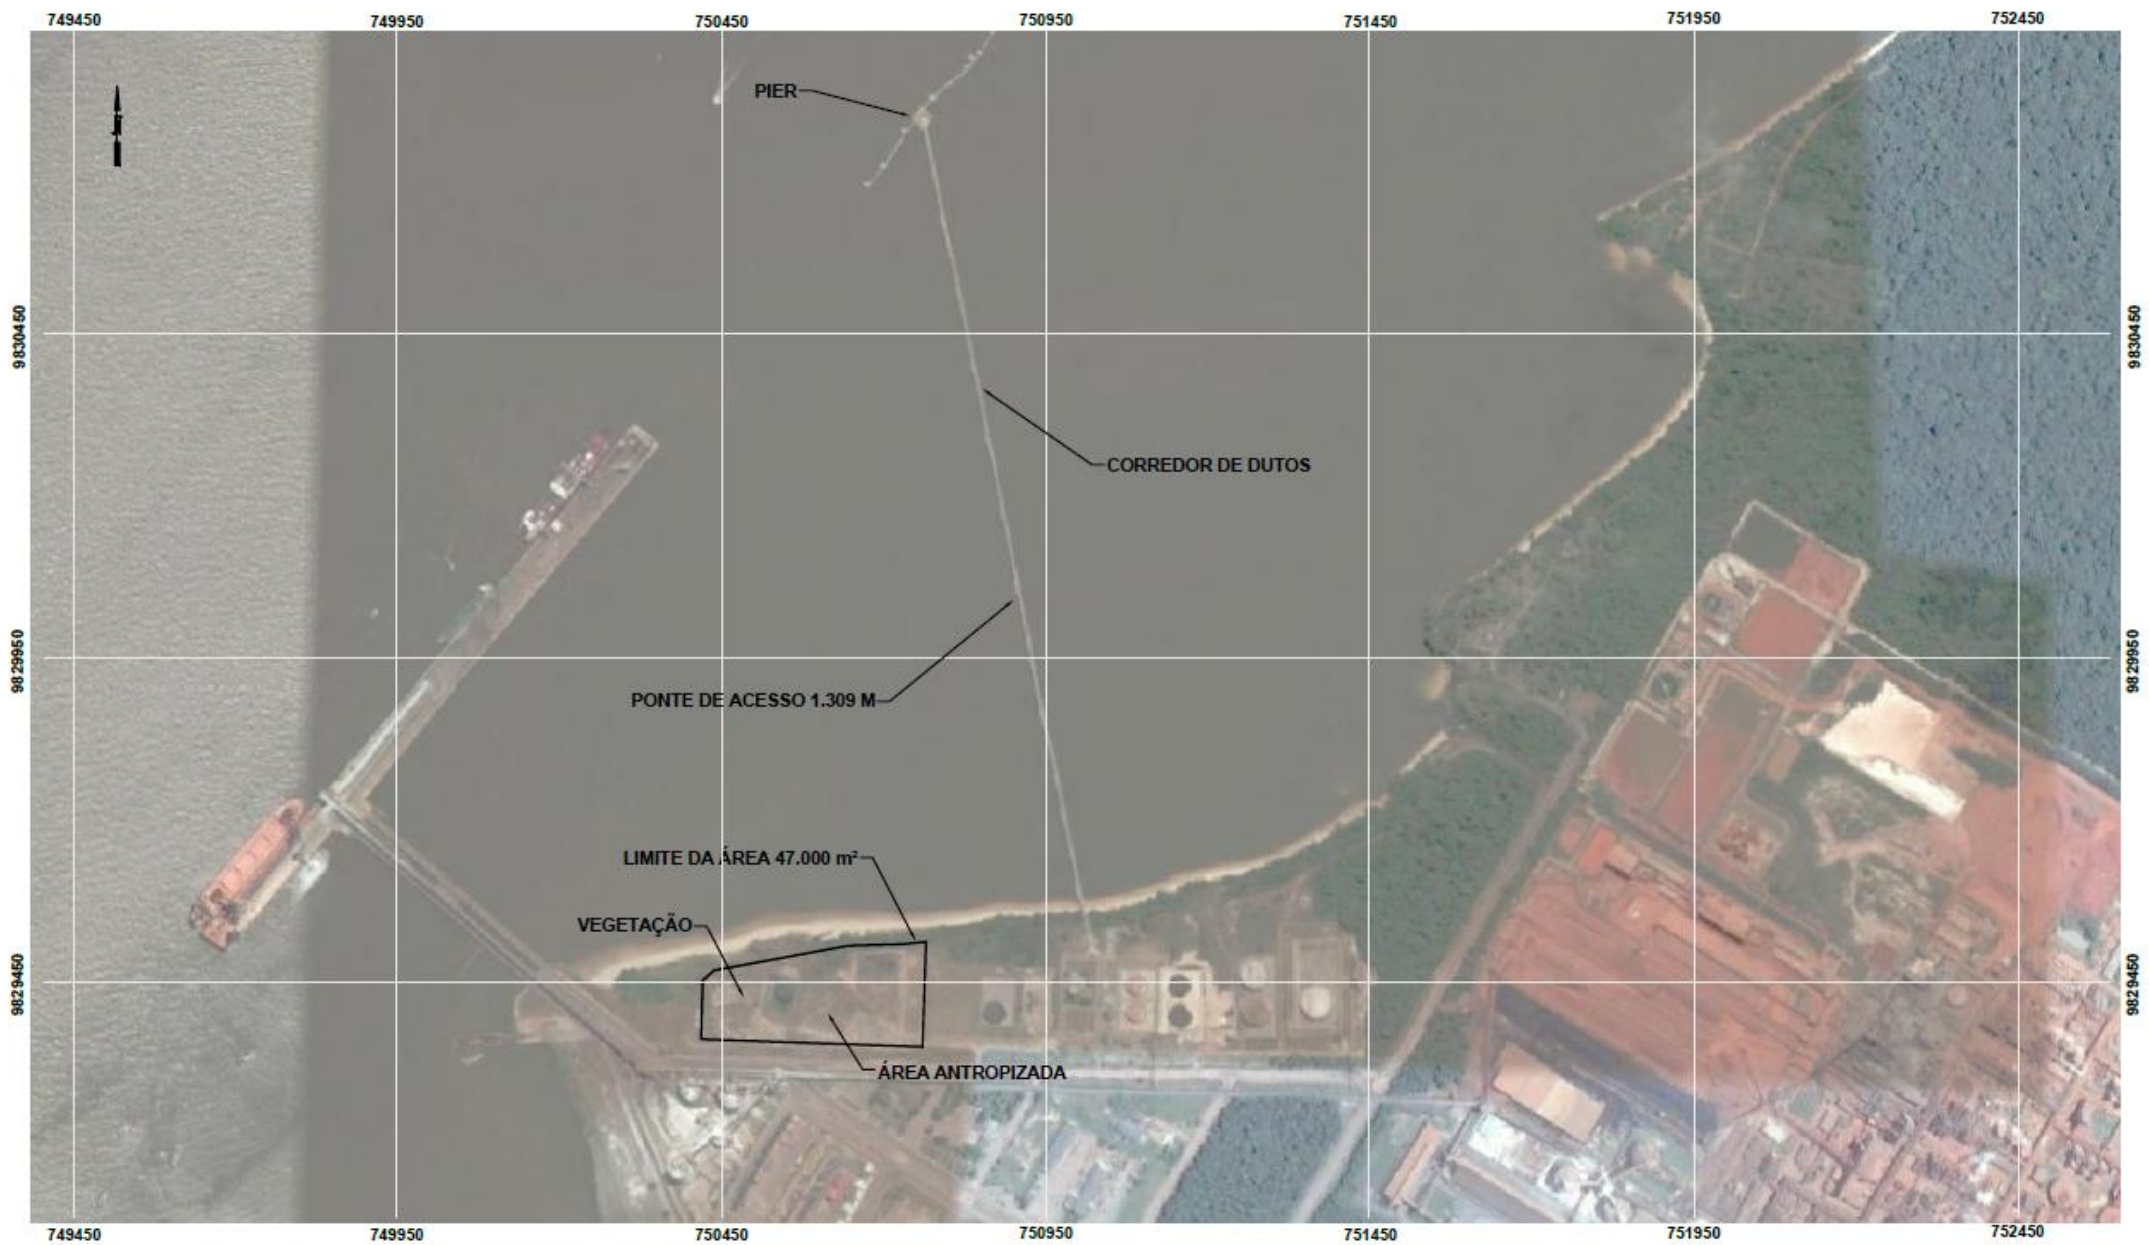 749450 749950 750450 750950 751450 751950 752450
PIER
9830450 9830450
CORREDOR DE DUTOS
9829950 9829950
PONTE DE ACESSO 1.309 M
LIMITE DA ÁREA 47.000 m²
VEGETAÇÃO
9829450 9829450
ÁREA ANTROPIZADA
749450 749950 750450 750950 751450 751950 752450